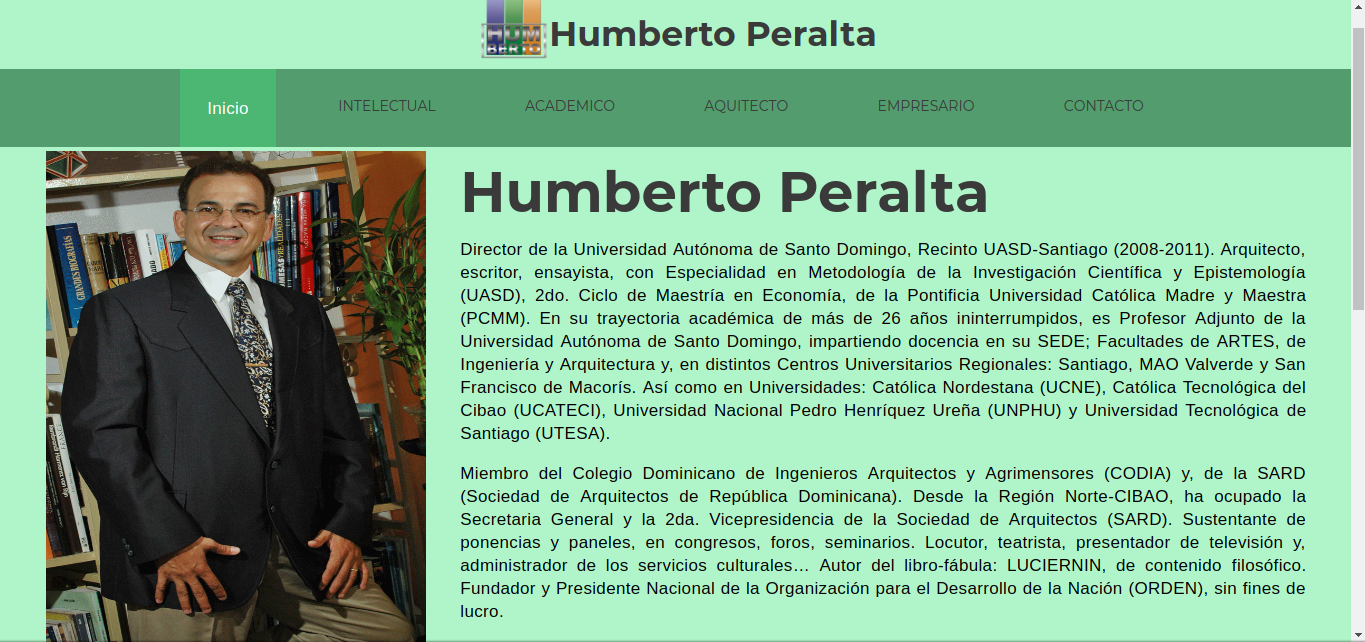 HUM
BERTO
Humberto Peralta
Inicio
INTELECTUAL
ACADEMICO
AQUITECTO
EMPRESARIO
CONTACTO
GRANDES BIOGRAFIAS
Humberto Peralta
Director de la Universidad Autónoma de Santo Domingo, Recinto UASD-Santiago (2008-2011). Arquitecto,
escritor, ensayista, con Especialidad en Metodología de la Investigación Científica y Epistemología
(UASD), 2do. Ciclo de Maestría en Economía, de la Pontificia Universidad Católica Madre y Maestra
(PCMM). En su trayectoria académica de más de 26 años ininterrumpidos, es Profesor Adjunto de la
Universidad Autónoma de Santo Domingo, impartiendo docencia en su SEDE; Facultades de ARTES, de
Ingeniería y Arquitectura y, en distintos Centros Universitarios Regionales: Santiago, MAO Valverde y San
Francisco de Macorís. Así como en Universidades: Católica Nordestana (UCNE), Católica Tecnológica del
Cibao (UCATECI), Universidad Nacional Pedro Henríquez Ureña (UNPHU) y Universidad Tecnológica de
Santiago (UTESA).
Miembro del Colegio Dominicano de Ingenieros Arquitectos y Agrimensores (CODIA) y, de la SARD
(Sociedad de Arquitectos de República Dominicana). Desde la Región Norte-CIBAO, ha ocupado la
Secretaria General y la 2da. Vicepresidencia de la Sociedad de Arquitectos (SARD). Sustentante de
ponencias y paneles, en congresos, foros, seminarios. Locutor, teatrista, presentador de televisión y,
administrador de los servicios culturales… Autor del libro-fábula: LUCIERNIN, de contenido filosófico.
Fundador y Presidente Nacional de la Organización para el Desarrollo de la Nación (ORDEN), sin fines de
lucro.